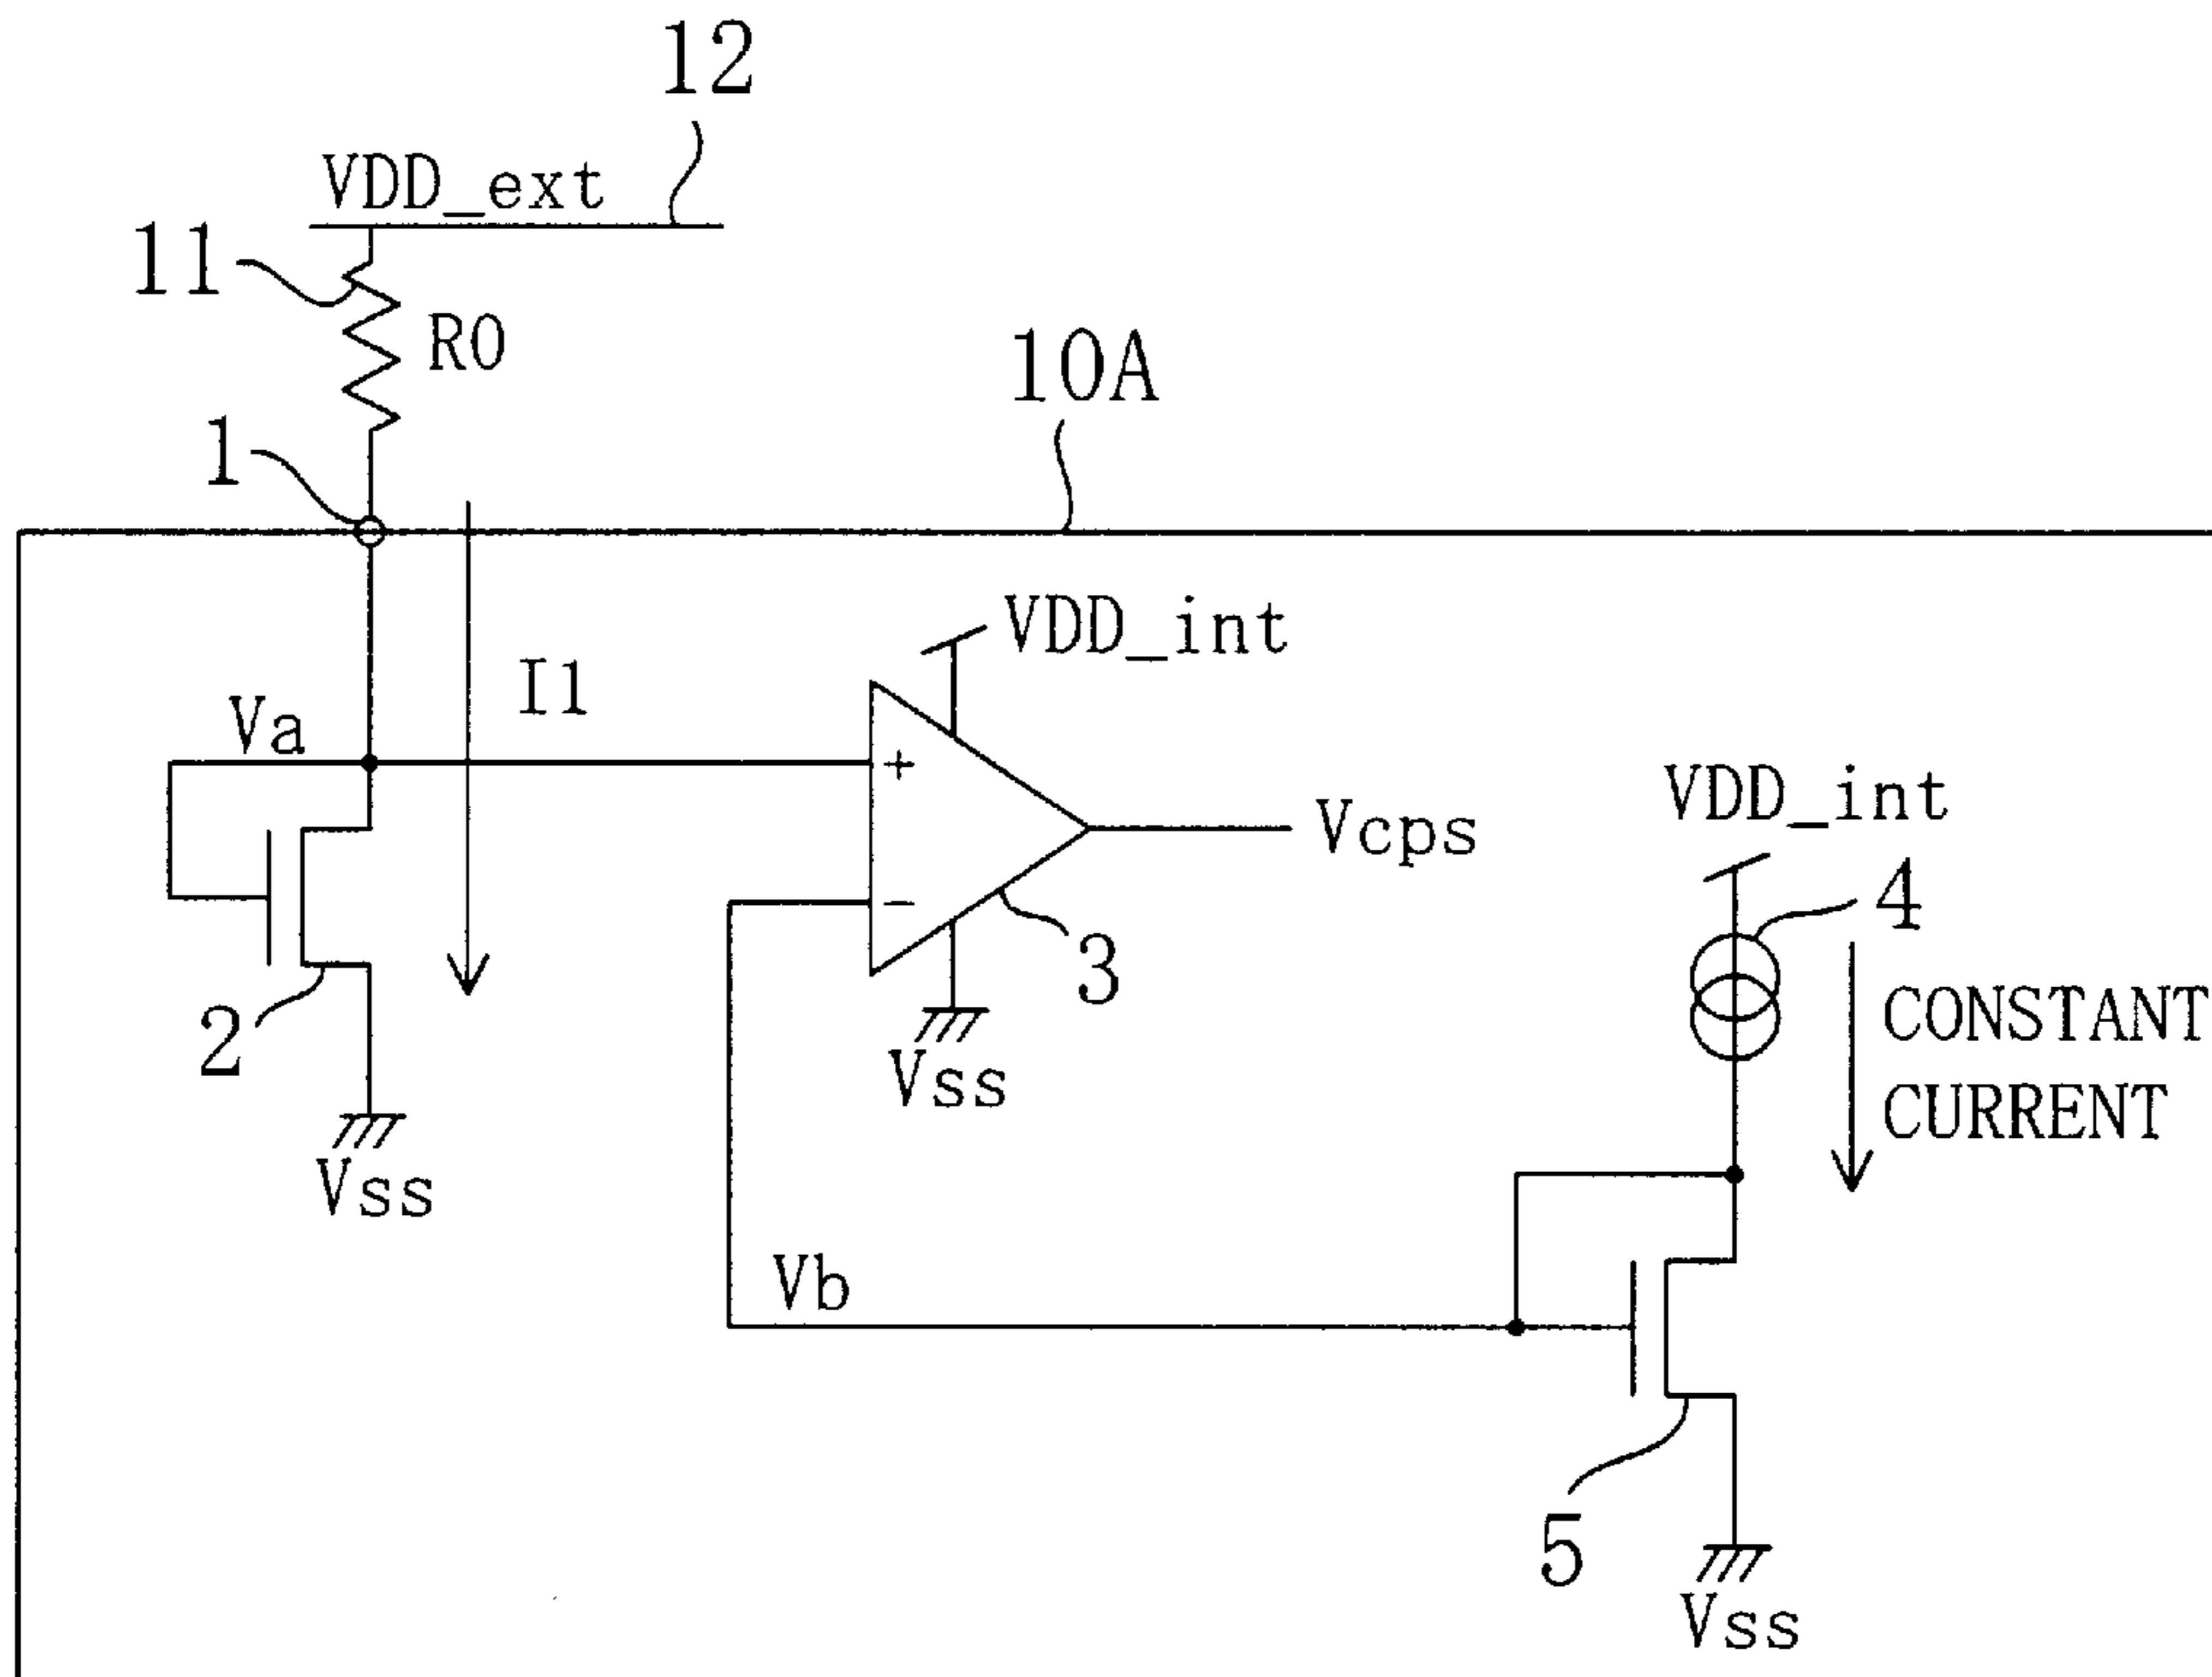 12
VDD_ext
11
R0
10A
1
VDD_int
I1
Va
+
VDD_int
Vcps
4
-
3
2
CONSTANT
CURRENT
Vss
Vss
Vb
5
Vss